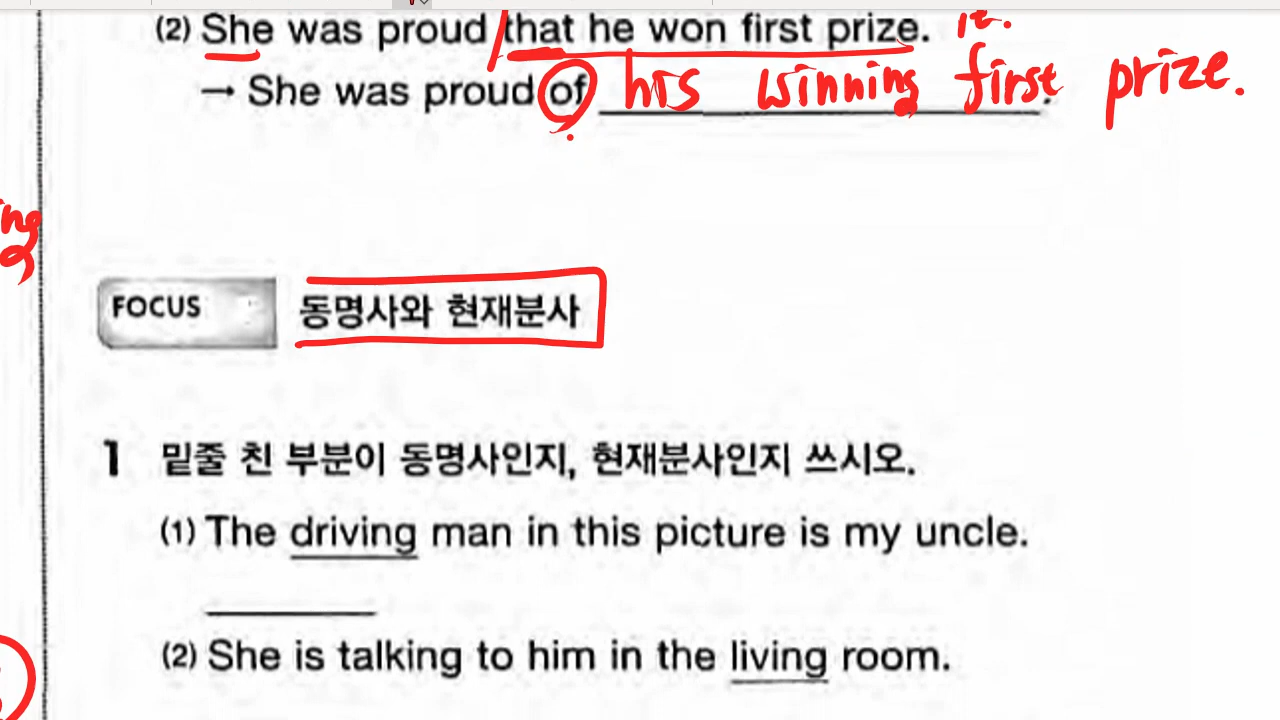 (2) She was proud that he won first prize.
→ She was proud of his winning first prize.
FOCUS 동명사와 현재분사
1 밑줄 친 부분이 동명사인지, 현재분사인지 쓰시오.
(1) The driving man in this picture is my uncle.
(2) She is talking to him in the living room.